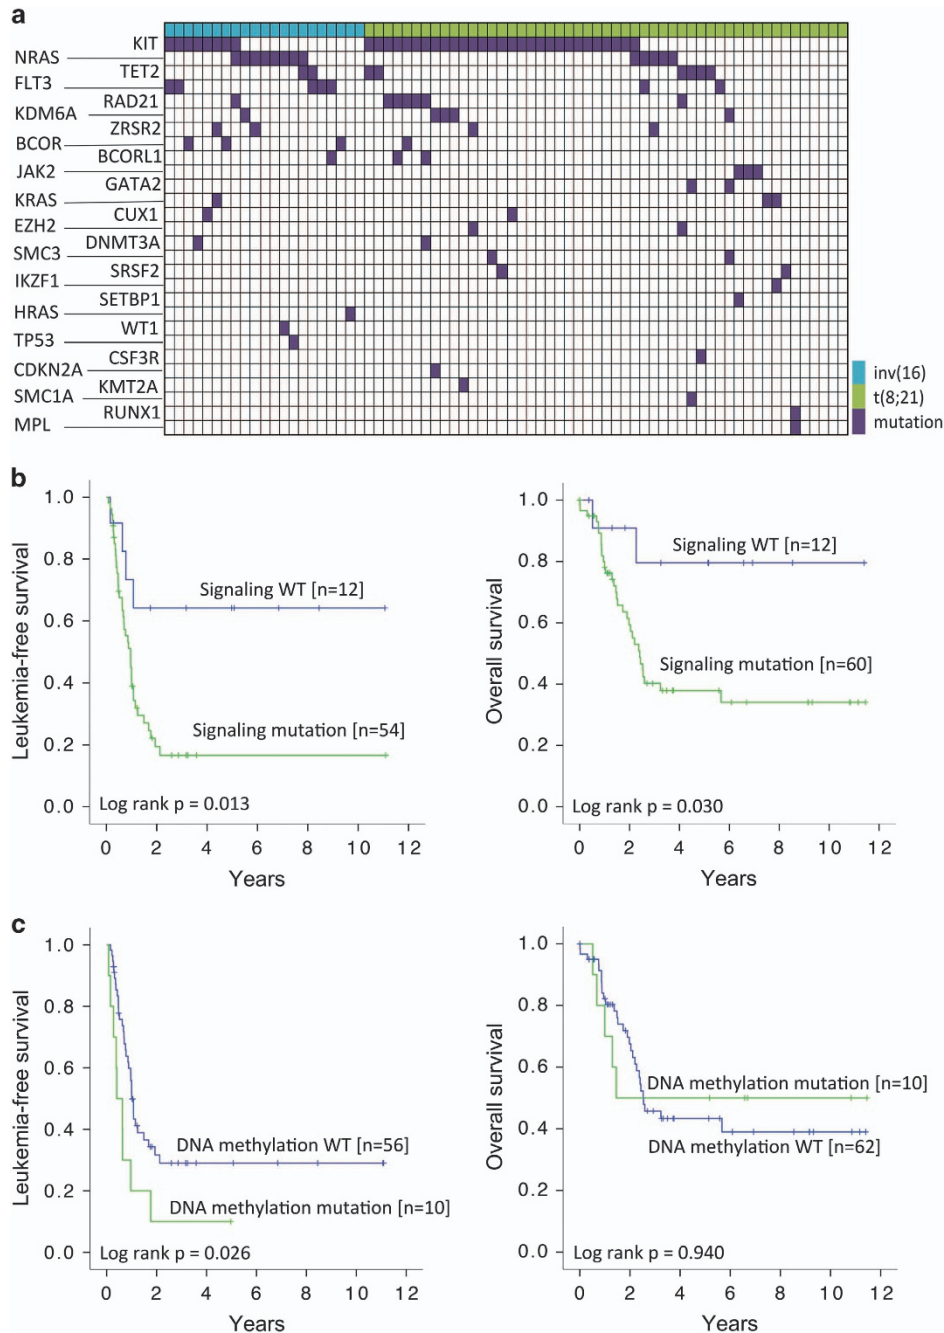 a
KIT
NRAS
TET2
FLT3
RAD21
KDM6A
ZRSR2
BCOR
BCORL1
JAK2
GATA2
KRAS
CUX1
EZH2
DNMT3A
SMC3
SRSF2
IKZF1
SETBP1
HRAS
WT1
TP53
CSF3R
CDKN2A
KMT2A
SMC1A
RUNX1
MPL
inv(16)
t(8;21)
mutation
b
Leukemia-free survival
1.0
0.8
0.6
0.4
0.2
0.0
Signaling WT [n=12]
Signaling mutation [n=54]
Log rank p = 0.013
0 2 4 6 8 10 12
Years
Overall survival
1.0
0.8
0.6
0.4
0.2
0.0
Signaling WT [n=12]
Signaling mutation [n=60]
Log rank p = 0.030
0 2 4 6 8 10 12
Years
c
Leukemia-free survival
1.0
0.8
0.6
0.4
0.2
0.0
DNA methylation WT [n=56]
DNA methylation mutation [n=10]
Log rank p = 0.026
0 2 4 6 8 10 12
Years
Overall survival
1.0
0.8
0.6
0.4
0.2
0.0
DNA methylation mutation [n=10]
DNA methylation WT [n=62]
Log rank p = 0.940
0 2 4 6 8 10 12
Years